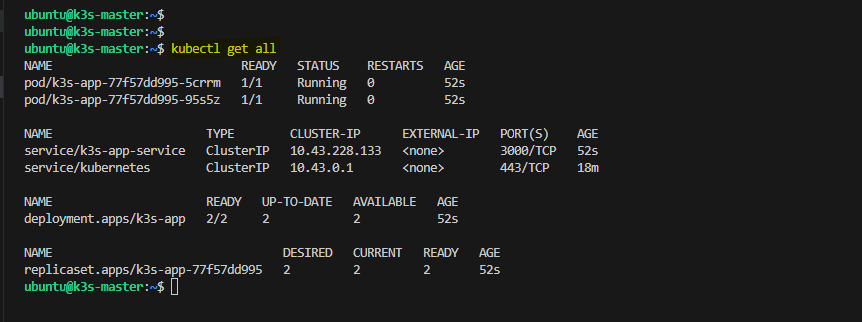 ubuntu@k3s-master:~$
ubuntu@k3s-master:~$
ubuntu@k3s-master:~$ kubectl get all
NAME READY STATUS RESTARTS AGE
pod/k3s-app-77f57dd995-5crrm 1/1 Running 0 52s
pod/k3s-app-77f57dd995-95s5z 1/1 Running 0 52s
NAME TYPE CLUSTER-IP EXTERNAL-IP PORT(S) AGE
service/k3s-app-service ClusterIP 10.43.228.133 <none> 3000/TCP 52s
service/kubernetes ClusterIP 10.43.0.1 <none> 443/TCP 18m
NAME READY UP-TO-DATE AVAILABLE AGE
deployment.apps/k3s-app 2/2 2 2 52s
NAME DESIRED CURRENT READY AGE
replicaset.apps/k3s-app-77f57dd995 2 2 2 52s
ubuntu@k3s-master:~$